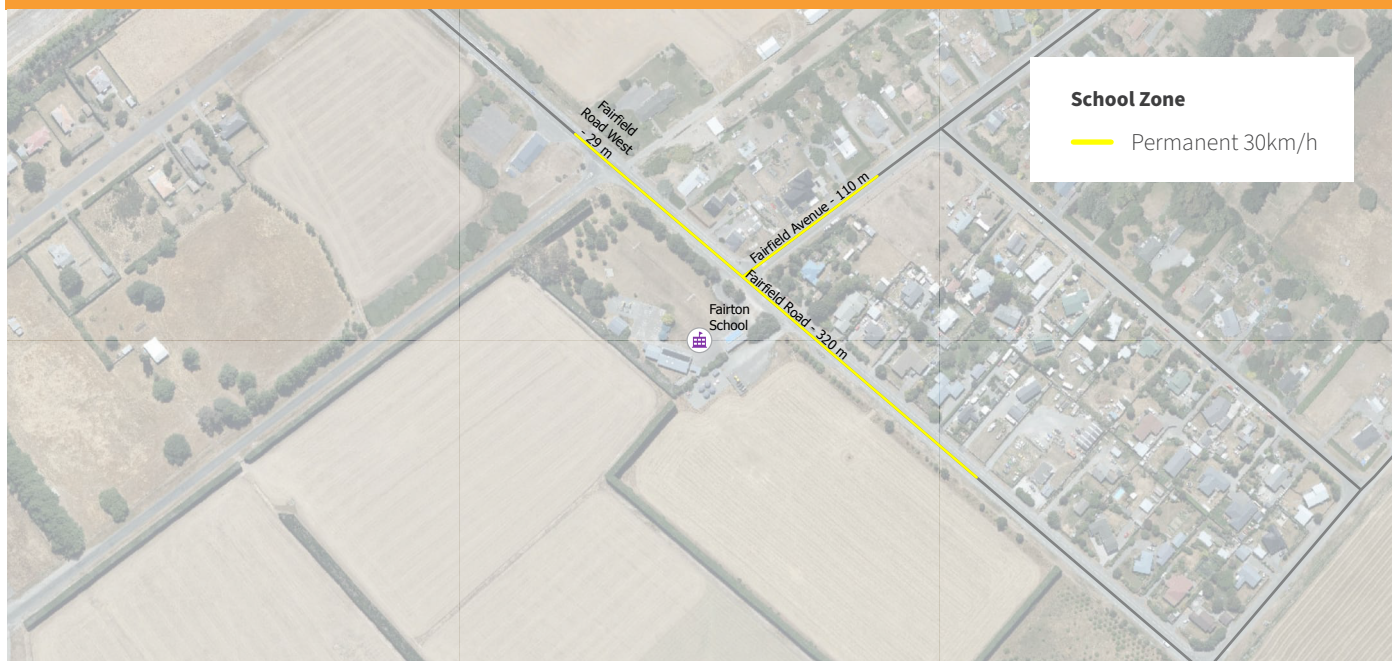 School Zone
Permanent 30km/h
Fairfield
Road West
- 29 m
Fairfield Avenue - 110 m
Fairfield Road - 320 m
Fairton
School